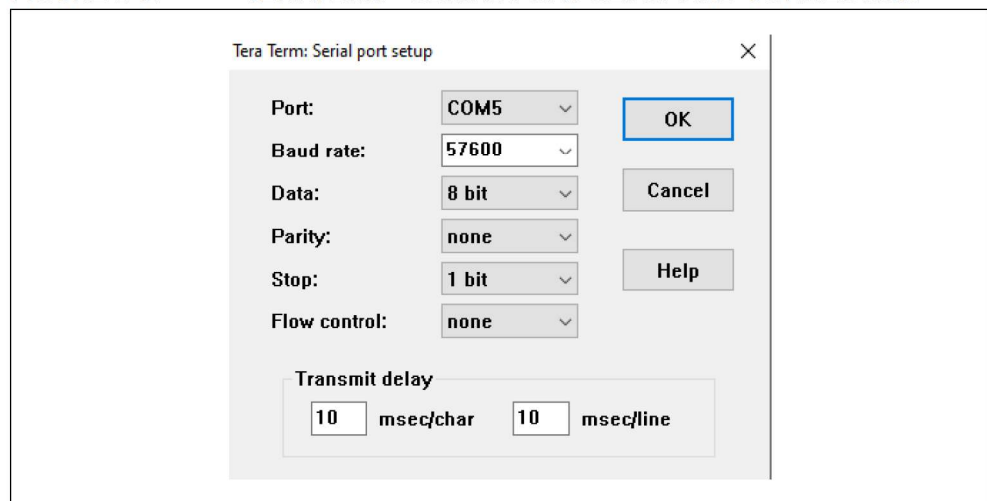 Tera Term: Serial port setup
Port: COM5 OK
Baud rate: 57600
Data: 8 bit Cancel
Parity: none
Stop: 1 bit Help
Flow control: none
Transmit delay
10 msec/char 10 msec/line